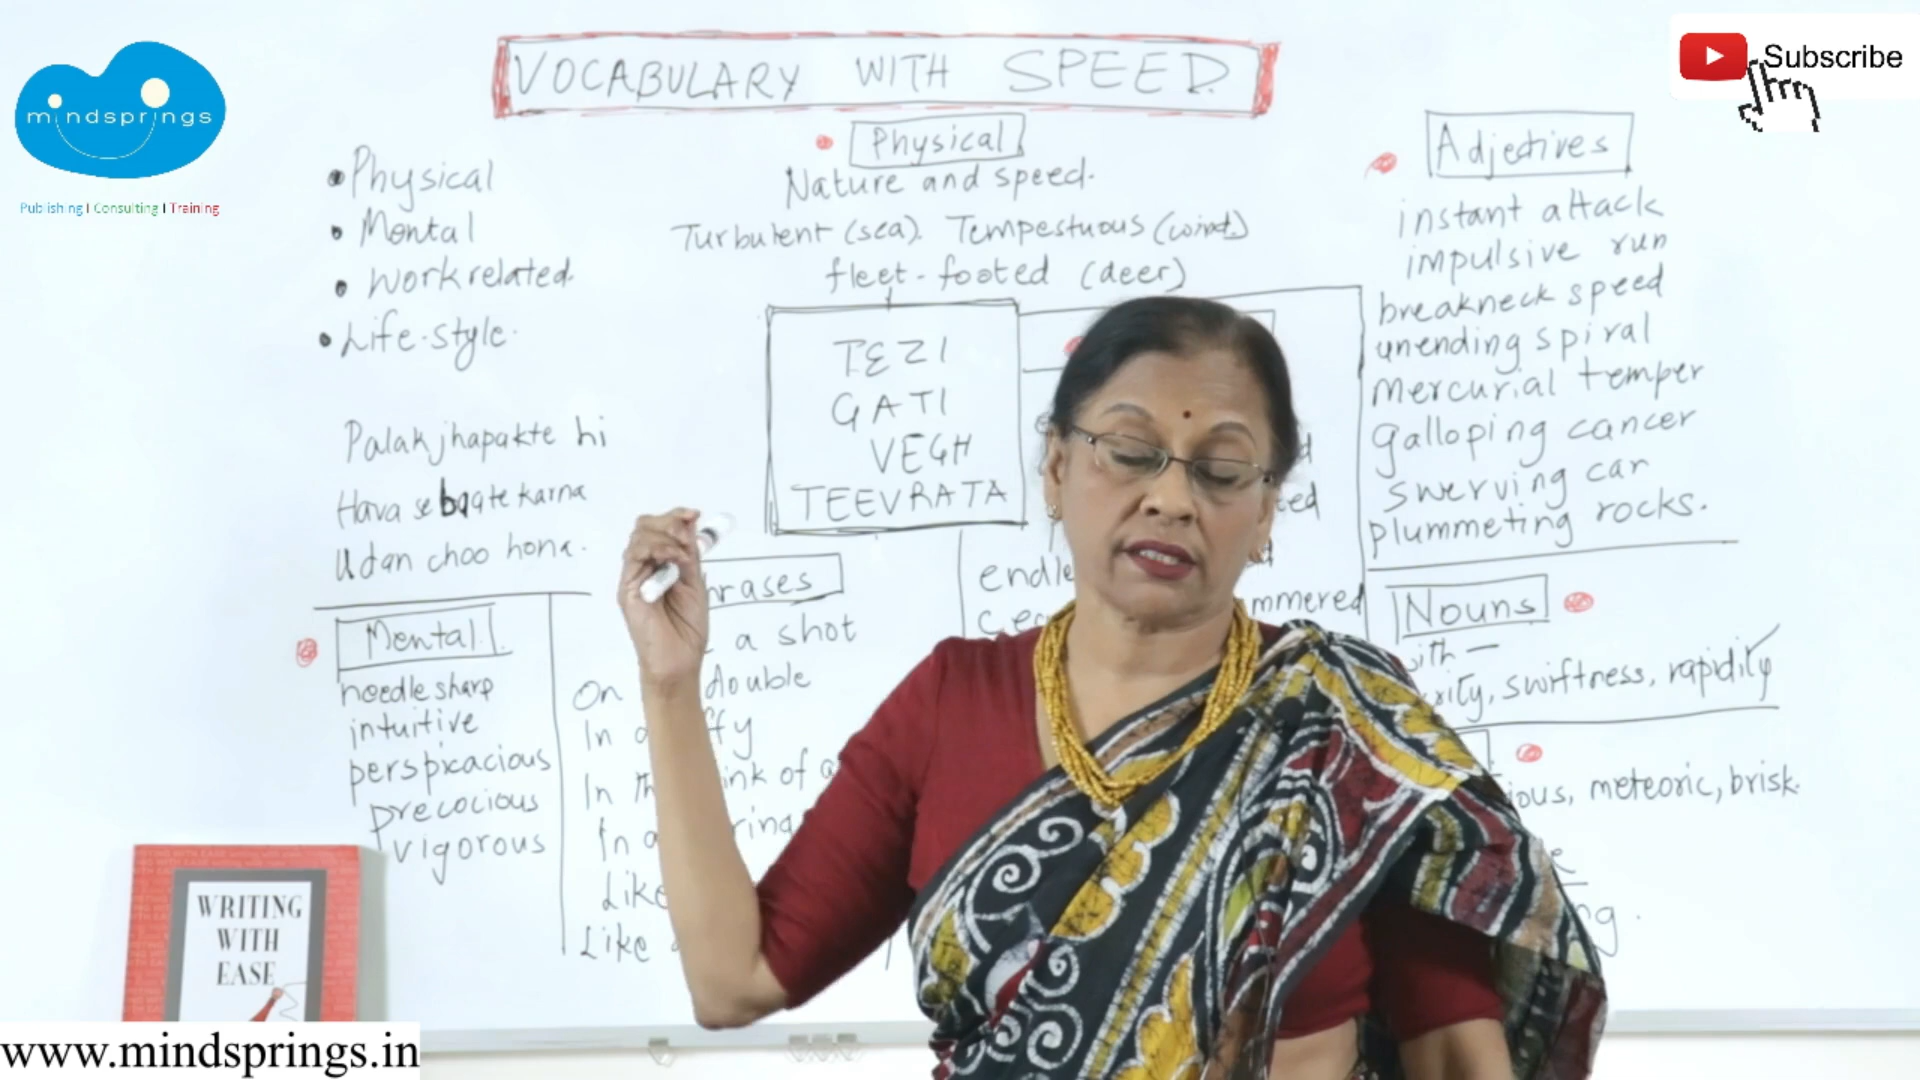 mindsprings
Publishing I Consulting I Training
Subscribe
VOCABULARY WITH SPEED
• Physical
• Mental
• Work related.
• Life-style.
Palak jhapakte hi
Hava se baate karna
Udan choo hona.
Physical
Nature and speed.
Turbulent (sea). Tempestuous (wind.)
fleet-footed (deer)
TEZI
GATI
VEGH
TEEVRATA
Adjectives
instant attack
impulsive run
breakneck speed
unending spiral
Mercurial temper
galloping cancer
swerving car
plummeting rocks.
Mental
needle sharp
intuitive
perspicacious
precocious
vigorous
a shot
On double
In
In of a
In a
Like
Like
Nouns
swiftness, rapidity
meteoric, brisk.
WRITING
WITH
EASE
www.mindsprings.in